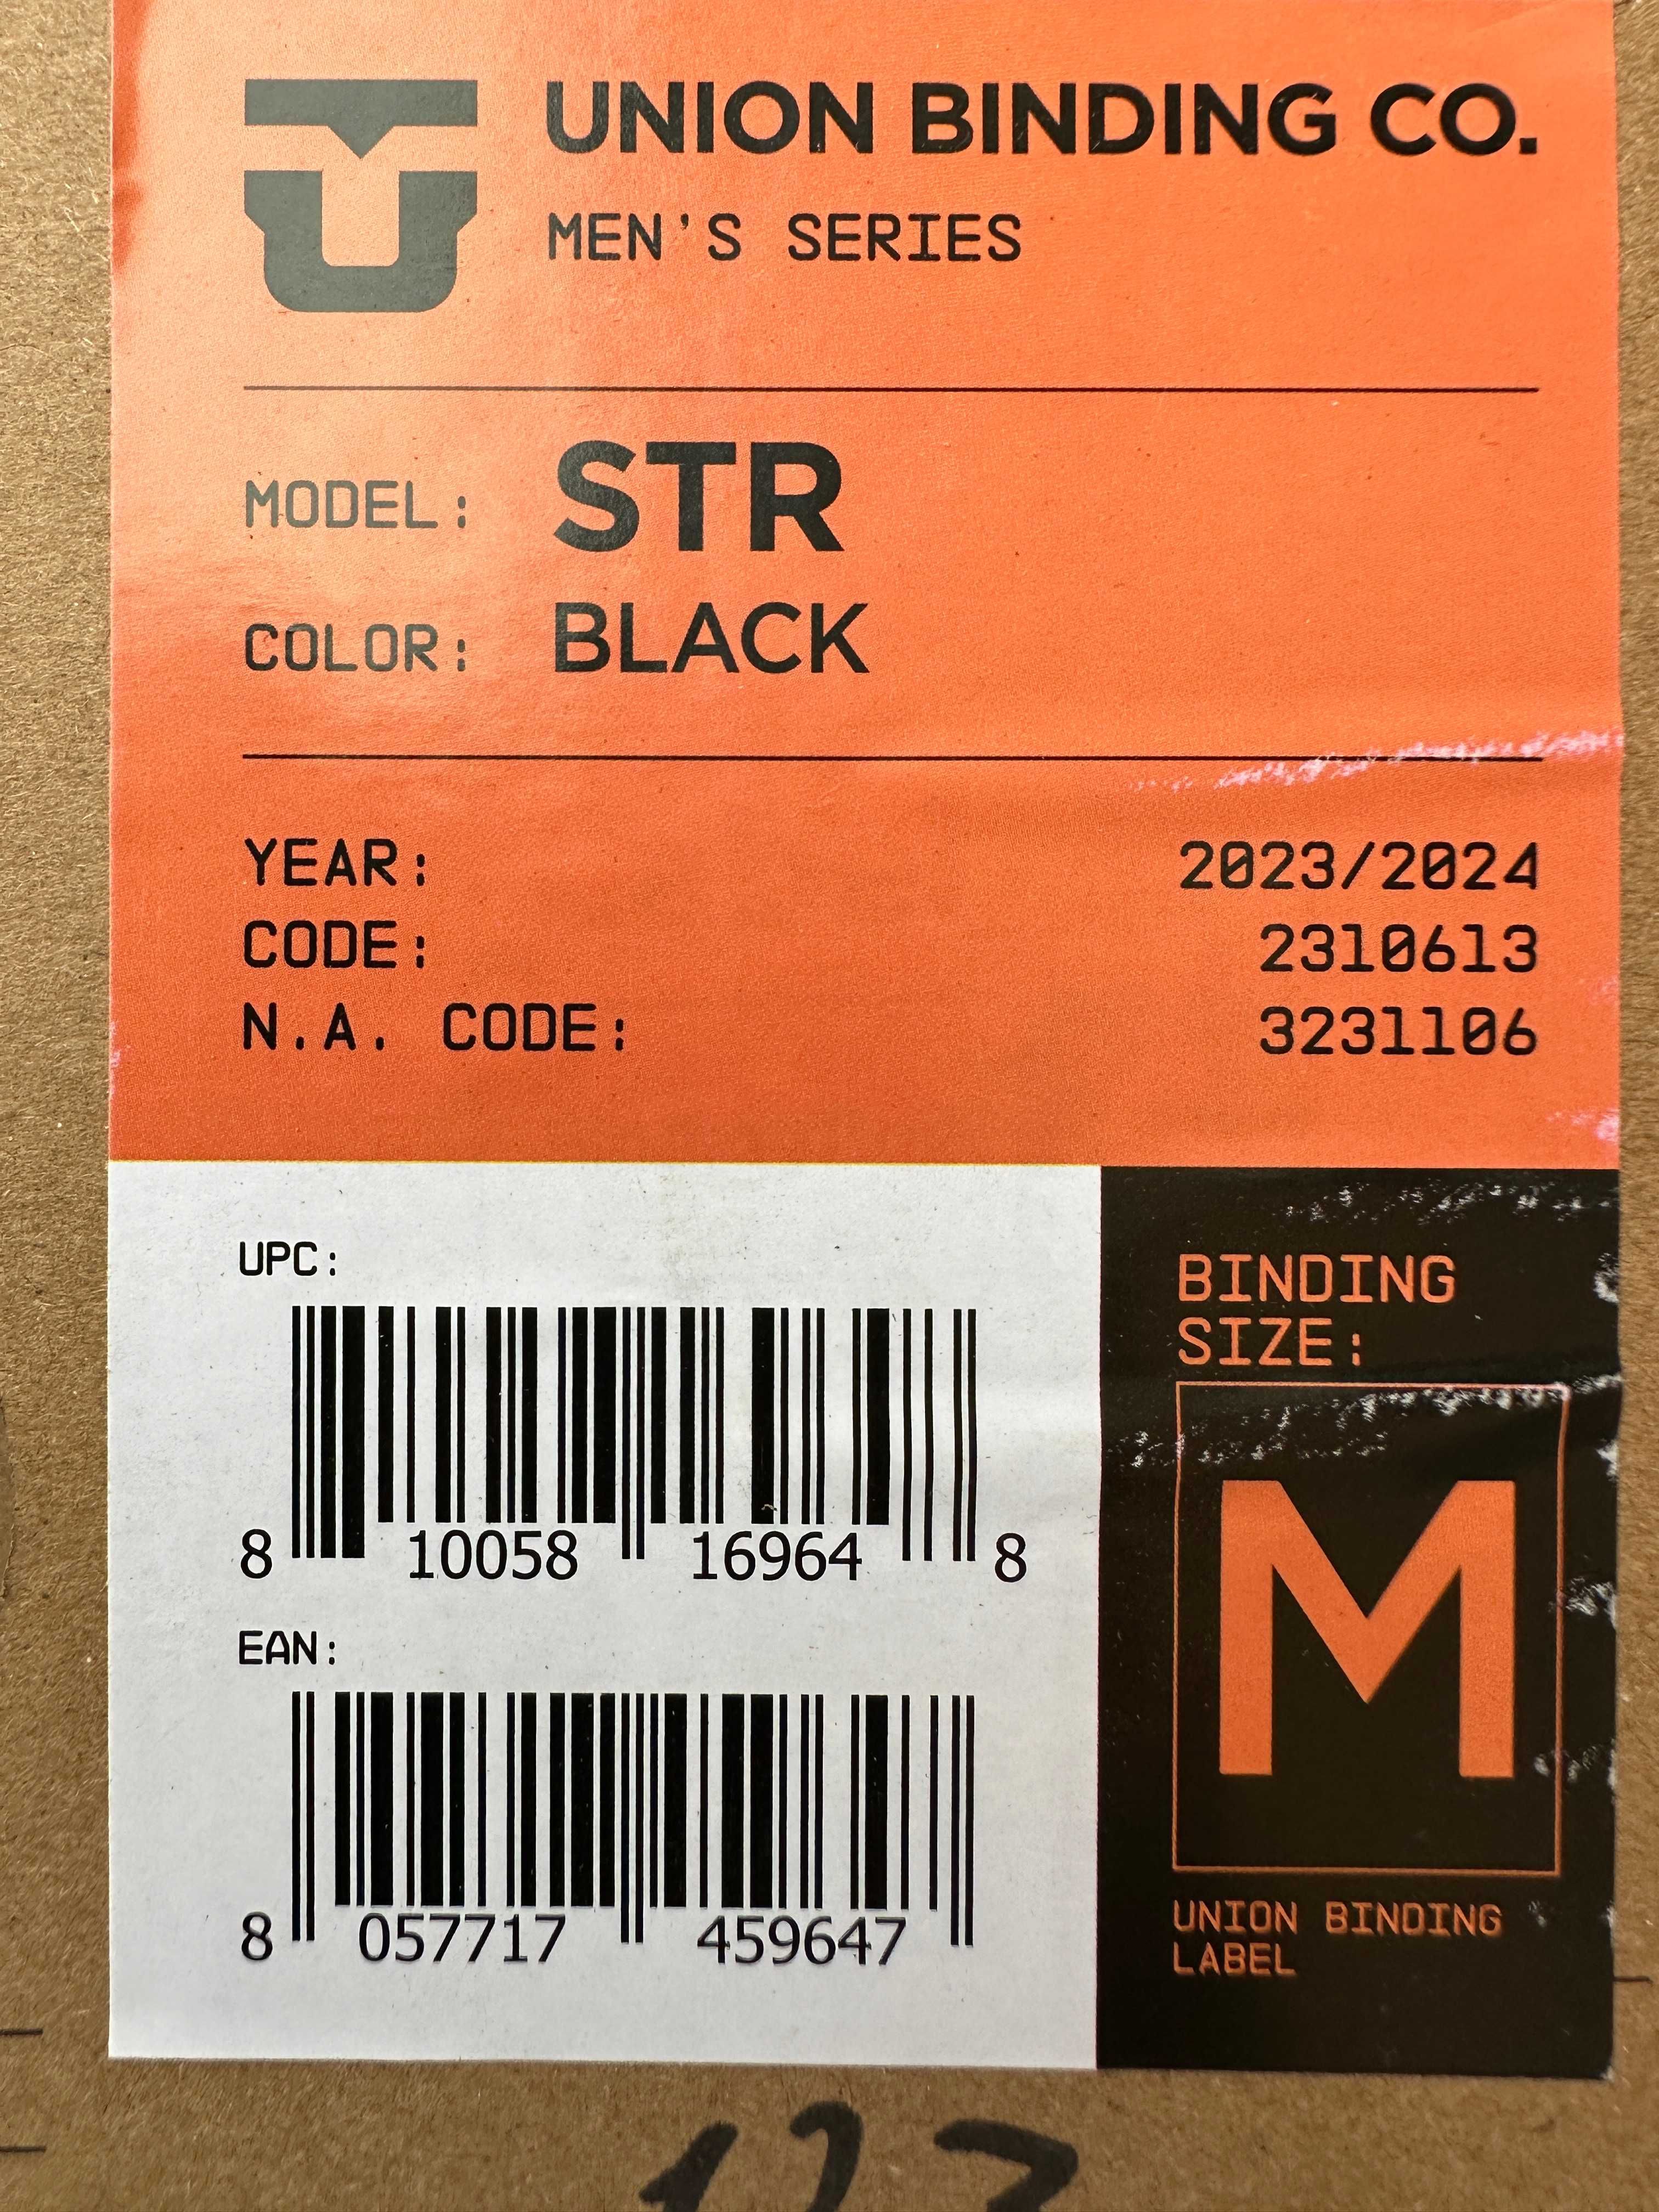 UNION BINDING CO.
MEN'S SERIES
MODEL: STR
COLOR: BLACK
YEAR: 2023/2024
CODE: 2310613
N.A. CODE: 3231106
UPC:
8 10058 16964 8
EAN:
8 057717 459647
BINDING
SIZE:
M
UNION BINDING
LABEL